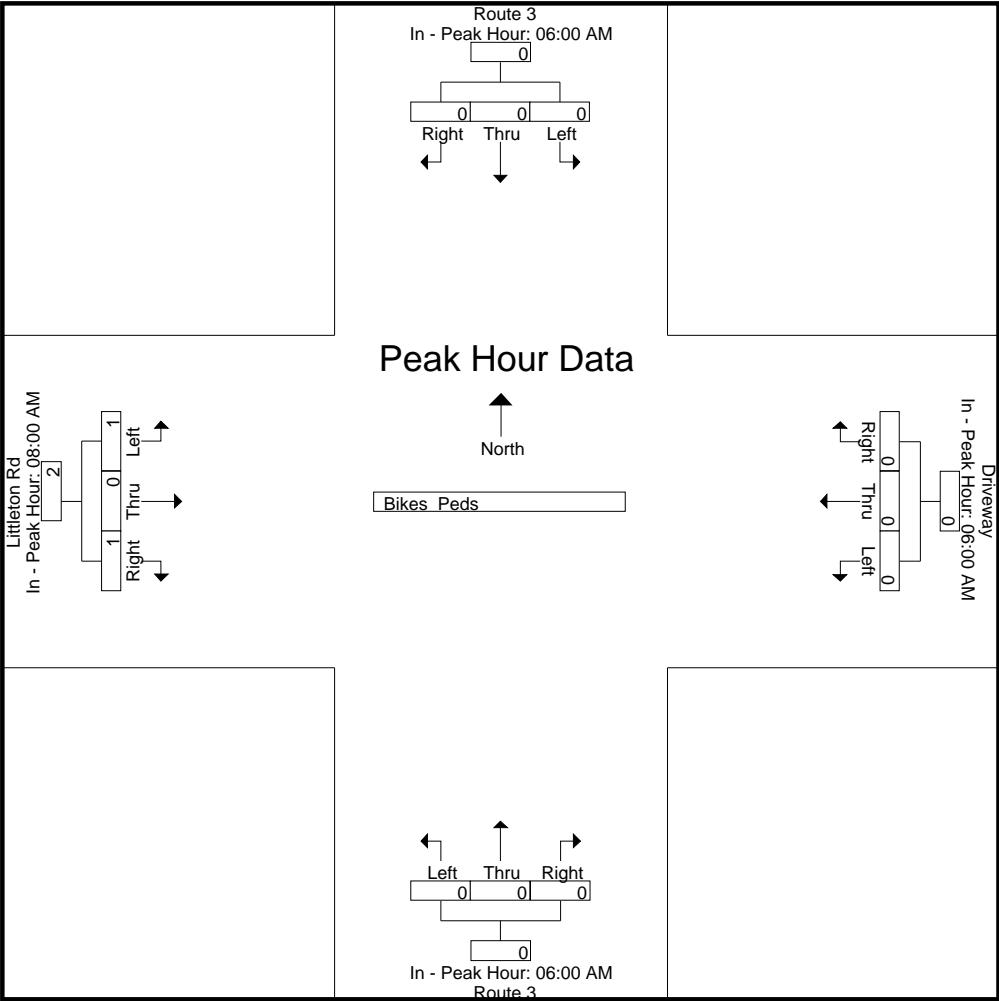 Route 3
In - Peak Hour: 06:00 AM
0
0 0 0
Right Thru Left
Peak Hour Data
North
Bikes Peds
Littleton Rd
In - Peak Hour: 08:00 AM
2
1 0 1
Left Thru Right
Driveway
In - Peak Hour: 06:00 AM
0
0 0 0
Right Thru Left
Left Thru Right
0 0 0
0
In - Peak Hour: 06:00 AM
Route 3